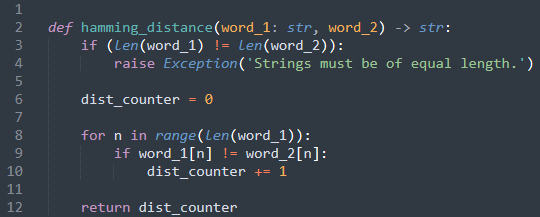 1
2 def hamming_distance(word_1: str, word_2) -> str:
3     if (len(word_1) != len(word_2)):
4         raise Exception('Strings must be of equal length.')
5
6     dist_counter = 0
7
8     for n in range(len(word_1)):
9         if word_1[n] != word_2[n]:
10             dist_counter += 1
11
12     return dist_counter